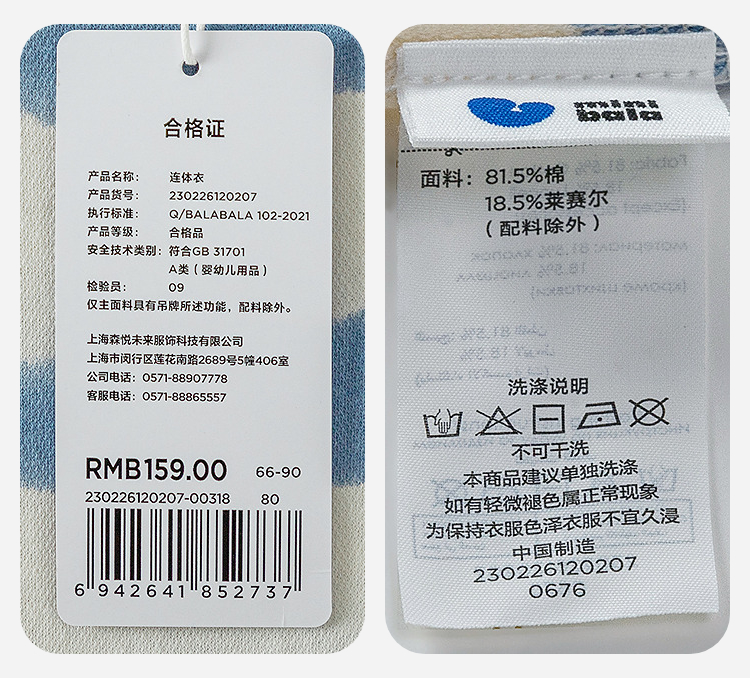 合格证
产品名称: 连体衣
产品货号: 230226120207
执行标准: Q/BALABALA 102-2021
产品等级: 合格品
安全技术类别: 符合GB 31701
A类（婴幼儿用品）
检验员: 09
仅主面料具有吊牌所述功能，配料除外。
上海森悦未来服饰科技有限公司
上海市闵行区莲花南路2689号5幢406室
公司电话: 0571-88907778
客服电话: 0571-88865557
RMB159.00 66-90
230226120207-00318 80
6 942641 852737
面料: 81.5%棉
18.5%莱赛尔
(配料除外)
洗涤说明
不可干洗
本商品建议单独洗涤
如有轻微褪色属正常现象
为保持衣服色泽衣服不宜久浸
中国制造
230226120207
0676